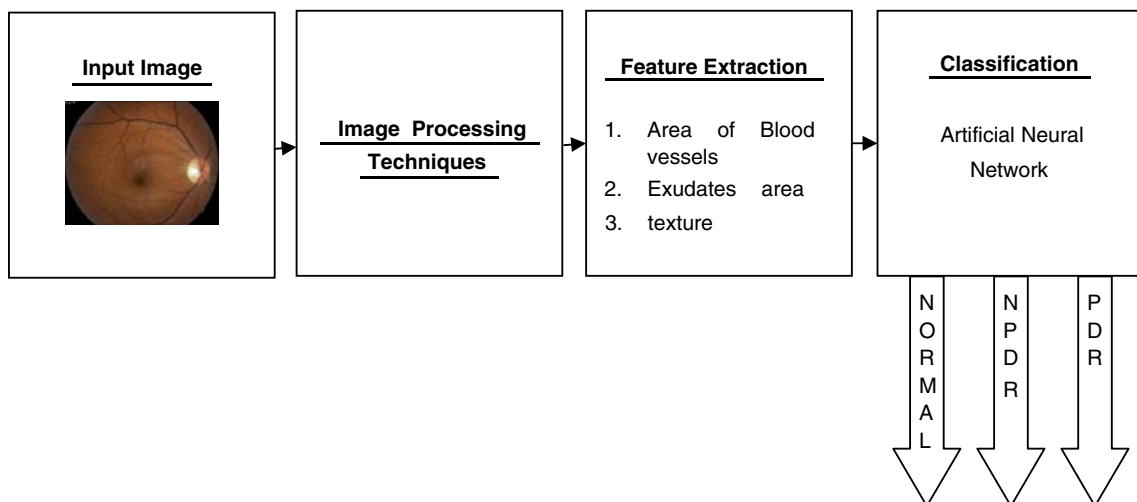 Input Image
Image Processing
Techniques
Feature Extraction
1. Area of Blood
vessels
2. Exudates area
3. texture
Classification
Artificial Neural
Network
NORMAL
NPDR
PDR